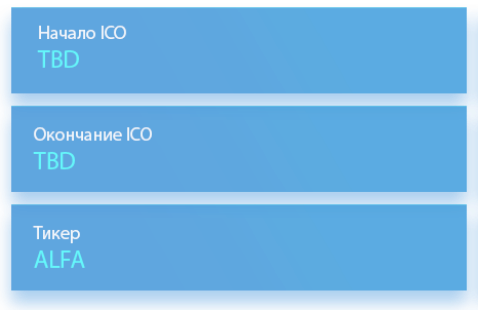 Начало ICO
TBD
Окончание ICO
TBD
Тикер
ALFA